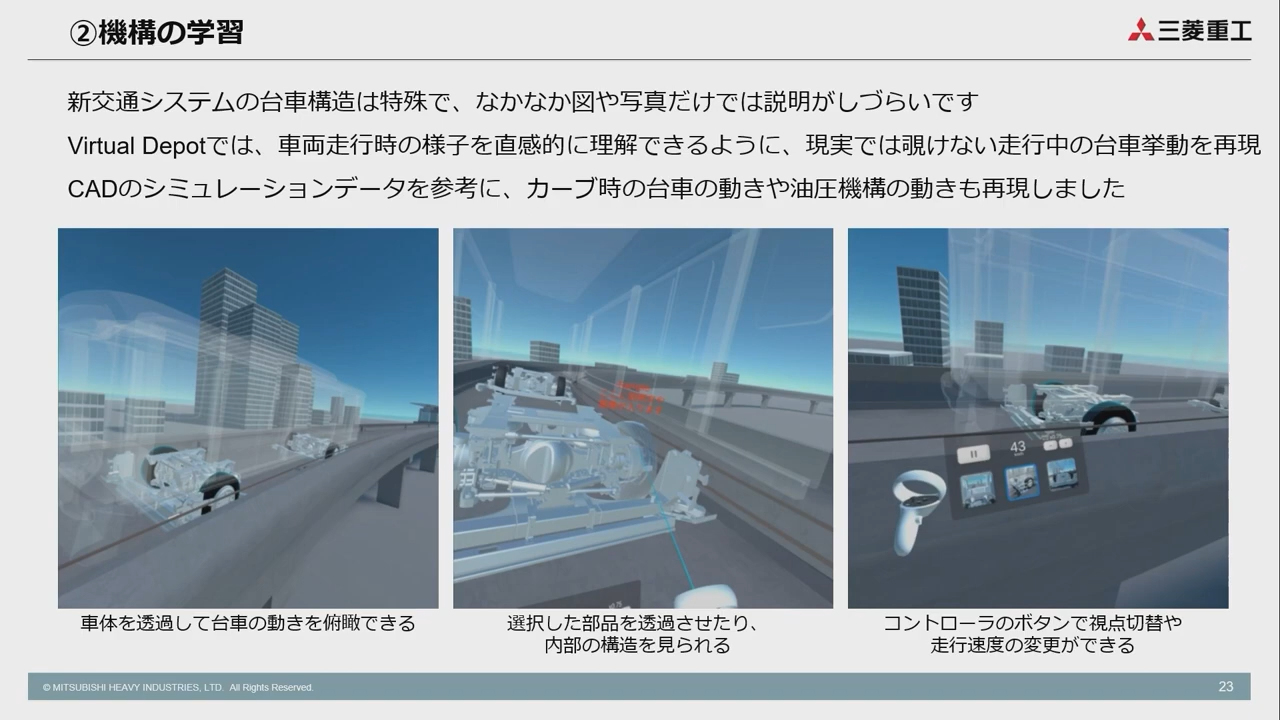 ②機構の学習
三菱重工
新交通システムの台車構造は特殊で、なかなか図や写真だけでは説明がしづらいです
Virtual Depotでは、車両走行時の様子を直感的に理解できるように、現実では覗けない走行中の台車挙動を再現
CADのシミュレーションデータを参考に、カーブ時の台車の動きや油圧機構の動きも再現しました
43
車体を透過して台車の動きを俯瞰できる
選択した部品を透過させたり、
内部の構造を見られる
コントローラのボタンで視点切替や
走行速度の変更ができる
© MITSUBISHI HEAVY INDUSTRIES, LTD. All Rights Reserved.
23